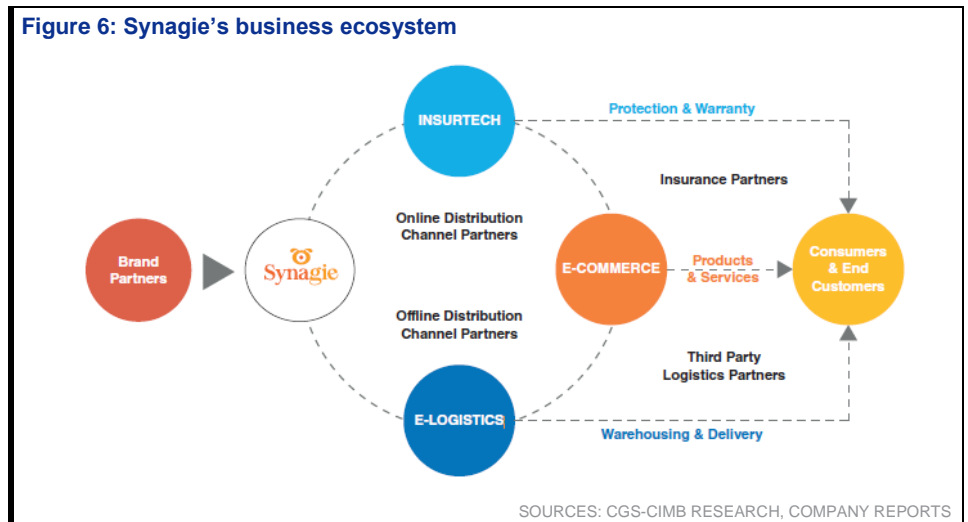 Figure 6: Synagie’s business ecosystem
INSURTECH
Protection & Warranty
Insurance Partners
Online Distribution
Channel Partners
Brand
Partners
Synagie
E-COMMERCE
Products
& Services
Consumers
& End
Customers
Offline Distribution
Channel Partners
Third Party
Logistics Partners
E-LOGISTICS
Warehousing & Delivery
SOURCES: CGS-CIMB RESEARCH, COMPANY REPORTS